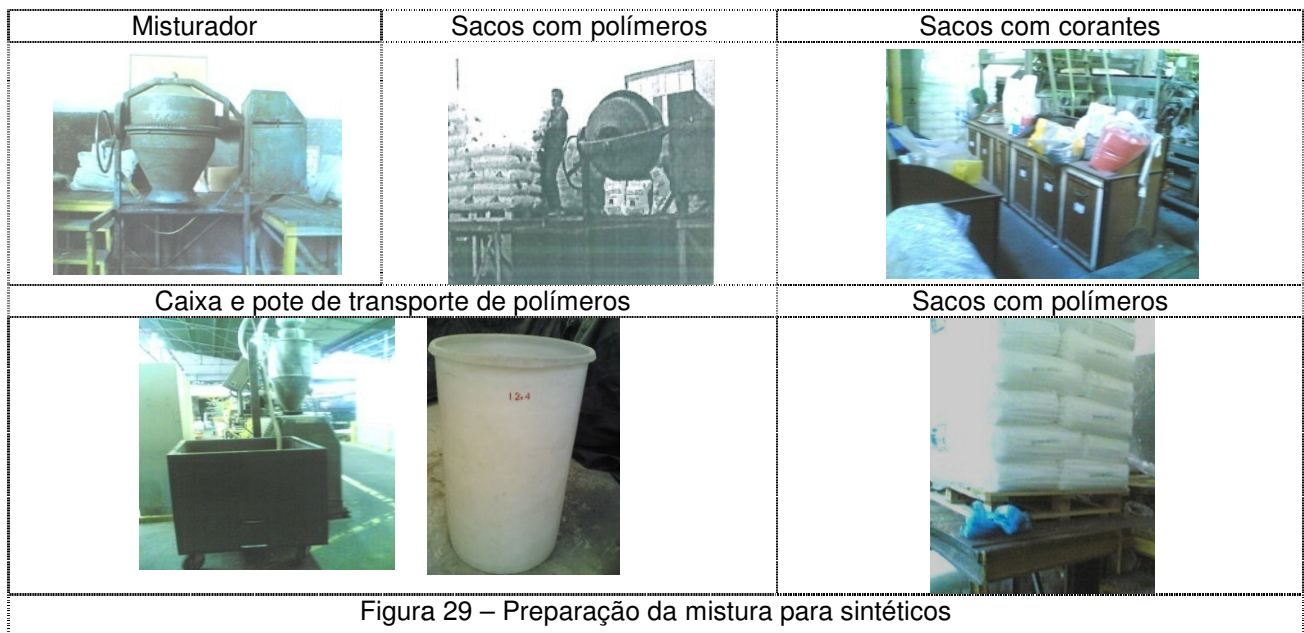 Misturador
Sacos com polímeros
Sacos com corantes
Caixa e pote de transporte de polímeros
Sacos com polímeros
12,4
Figura 29 – Preparação da mistura para sintéticos